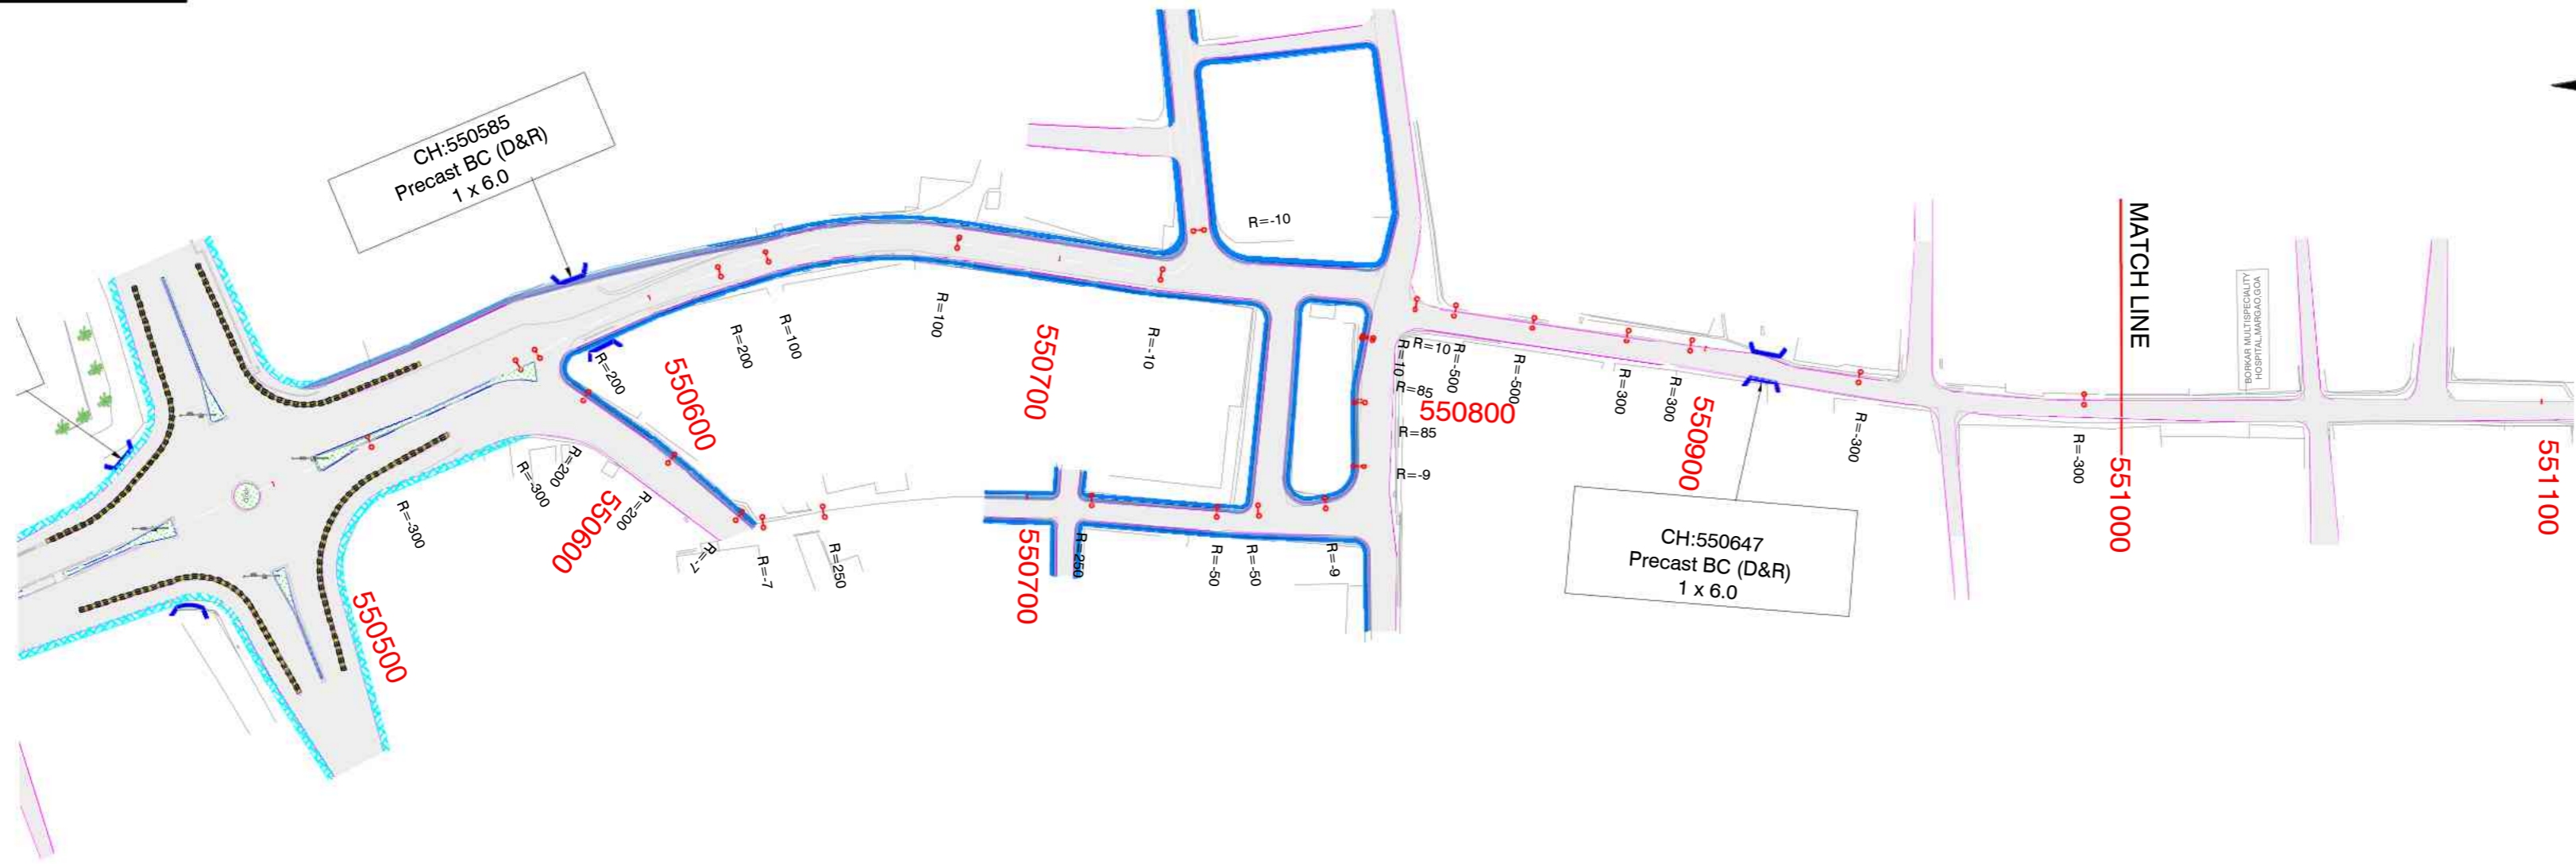 CH:550585
Precast BC (D&R)
1 x 6.0
R=-10
R=200
R=100
R=100
R=-10
R=200
550600
550700
R=10
R=10
R=-500
R=-500
R=85
550800
R=85
R=-9
R=300
R=300
550900
R=-300
MATCH LINE
BORKAR MULTISPECIALITY
HOSPITAL,MARGAO,GOA
R=-300
551000
551100
R=-300
R=200
R=200
550600
R=-300
R=-7
R=-7
R=250
550700
R=250
R=-50
R=-50
R=-9
550500
CH:550647
Precast BC (D&R)
1 x 6.0